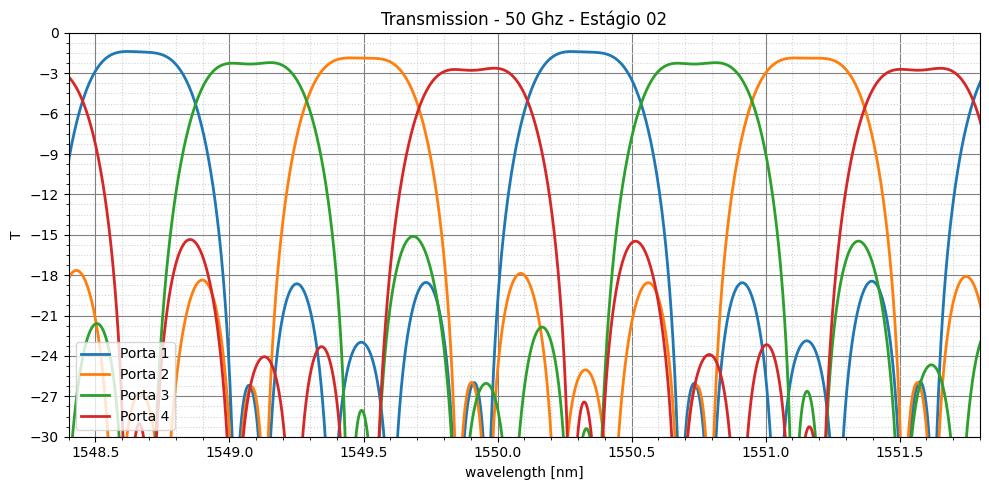 Transmission - 50 Ghz - Estágio 02
T
0
−3
−6
−9
−12
−15
−18
−21
−24
−27
−30
Porta 1
Porta 2
Porta 3
Porta 4
1548.5 1549.0 1549.5 1550.0 1550.5 1551.0 1551.5
wavelength [nm]